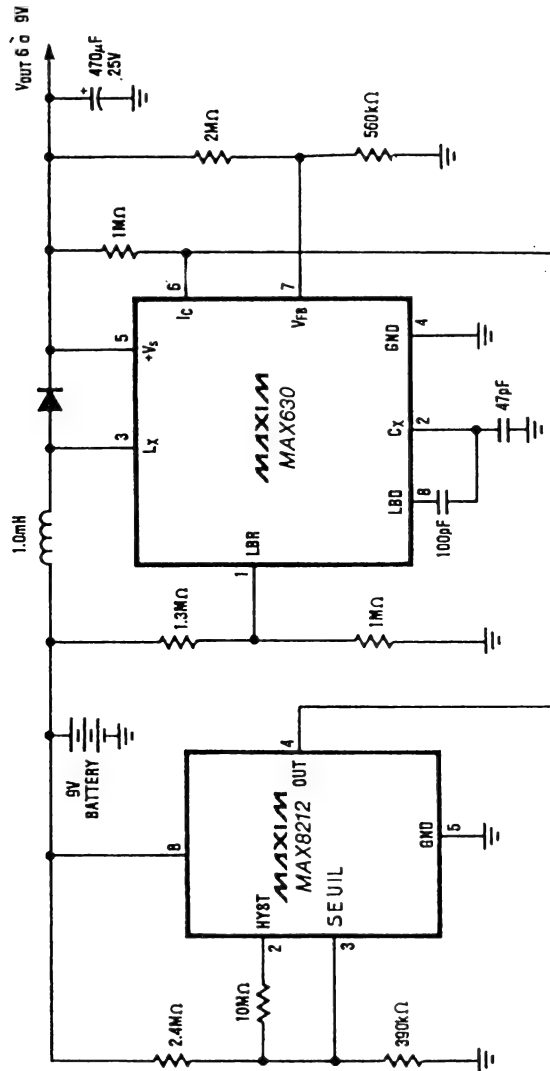 2.4MΩ
390kΩ
10MΩ
HYST
2
SEUIL
3
8
MAXIM
MAX8212
OUT
4
GND
5
9V
BATTERY
1.3MΩ
1MΩ
1
LBR
1.0mH
3
LX
MAXIM
MAX630
LBD
8
100pF
CX
2
47pF
GND
4
5
+VS
IC
6
VFB
7
1MΩ
2MΩ
560kΩ
+
470µF
.25V
VOUT 6 à 9V